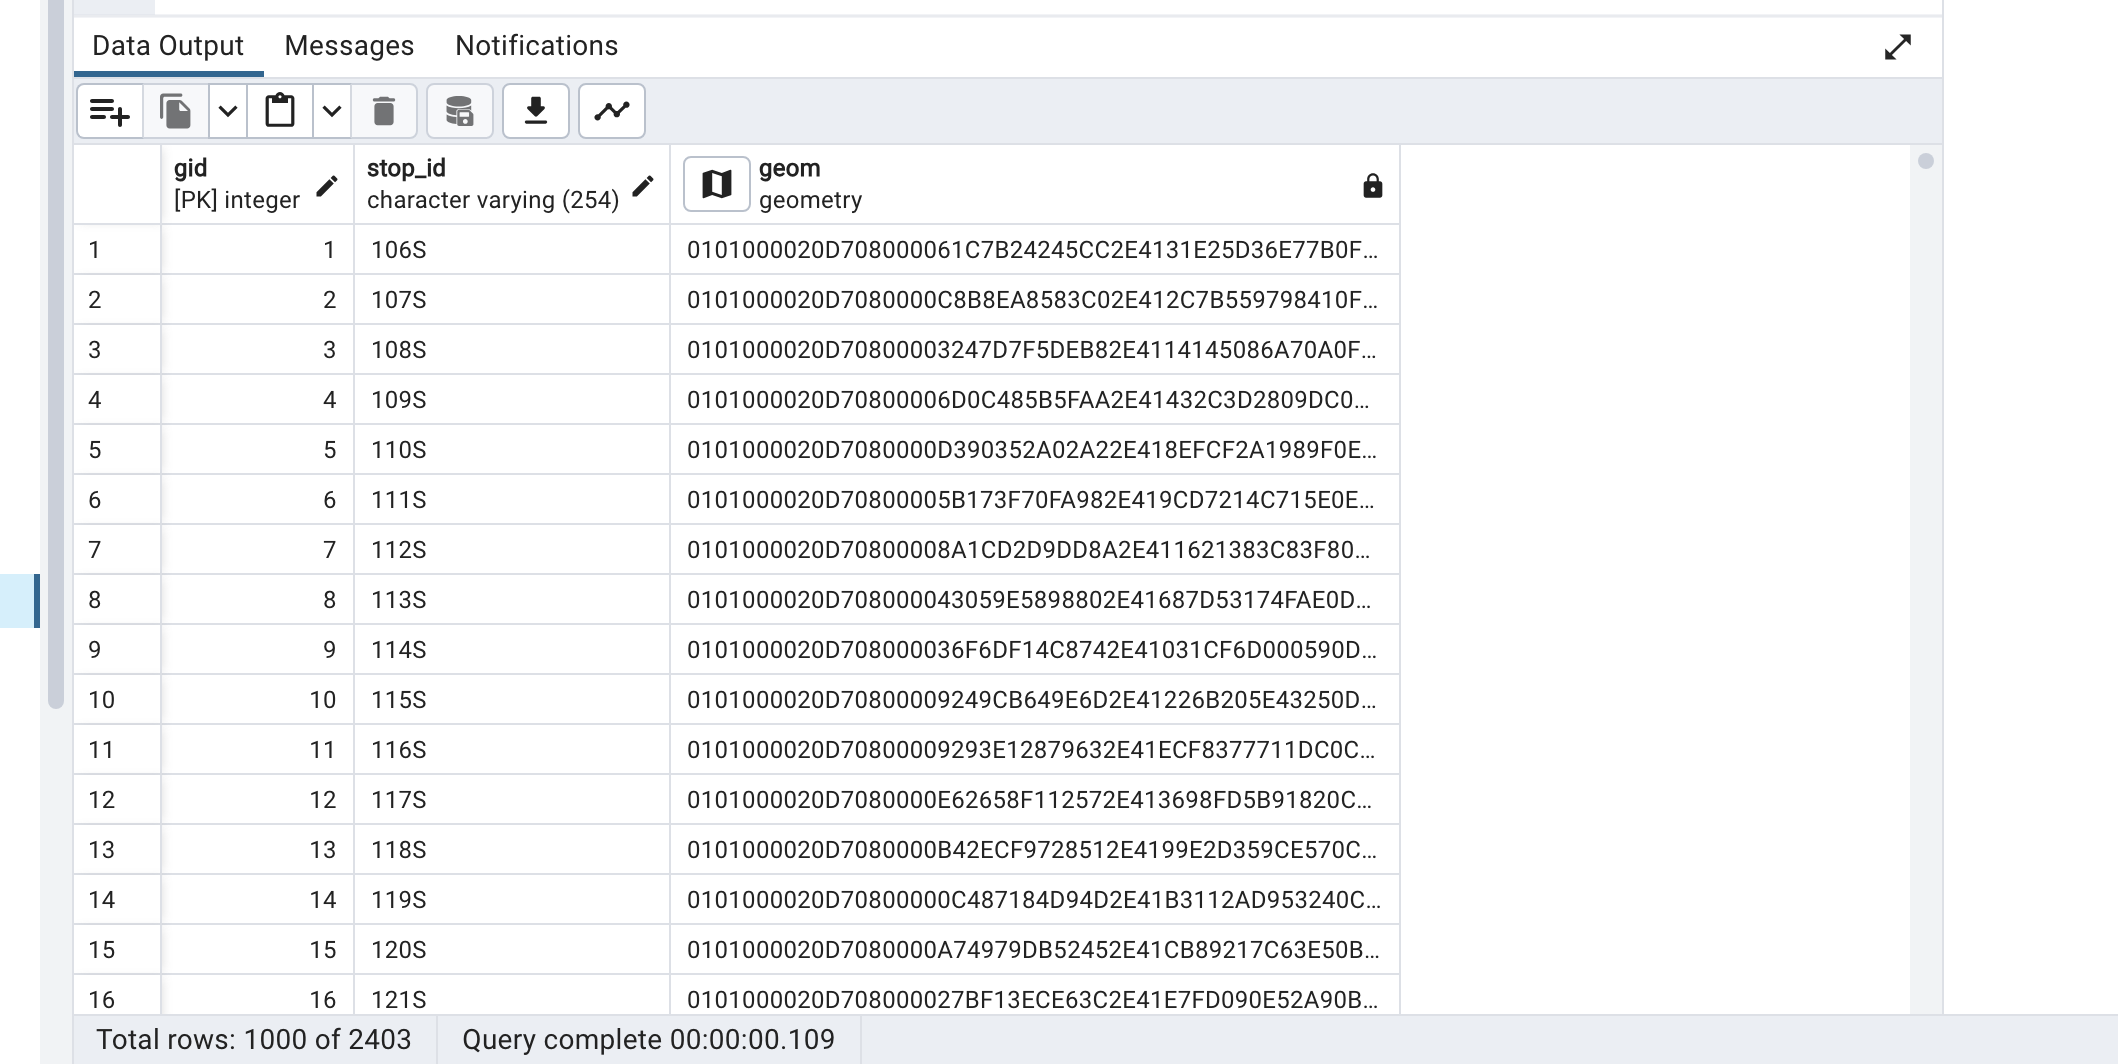 Data Output Messages Notifications
gid stop_id geom
[PK] integer character varying (254) geometry
1 1 106S 0101000020D708000061C7B24245CC2E4131E25D36E77B0F…
2 2 107S 0101000020D7080000C8B8EA8583C02E412C7B559798410F…
3 3 108S 0101000020D70800003247D7F5DEB82E4114145086A70A0F…
4 4 109S 0101000020D70800006D0C485B5FAA2E41432C3D2809DC0…
5 5 110S 0101000020D7080000D390352A02A22E418EFCF2A1989F0E…
6 6 111S 0101000020D70800005B173F70FA982E419CD7214C715E0E…
7 7 112S 0101000020D70800008A1CD2D9DD8A2E411621383C83F80…
8 8 113S 0101000020D708000043059E5898802E41687D53174FAE0D…
9 9 114S 0101000020D708000036F6DF14C8742E41031CF6D000590D…
10 10 115S 0101000020D70800009249CB649E6D2E41226B205E43250D…
11 11 116S 0101000020D70800009293E12879632E41ECF8377711DC0C…
12 12 117S 0101000020D7080000E62658F112572E413698FD5B91820C…
13 13 118S 0101000020D7080000B42ECF9728512E4199E2D359CE570C…
14 14 119S 0101000020D70800000C487184D94D2E41B3112AD953240C…
15 15 120S 0101000020D7080000A74979DB52452E41CB89217C63E50B…
16 16 121S 0101000020D708000027BF13ECE63C2E41E7FD090E52A90B…
Total rows: 1000 of 2403 Query complete 00:00:00.109